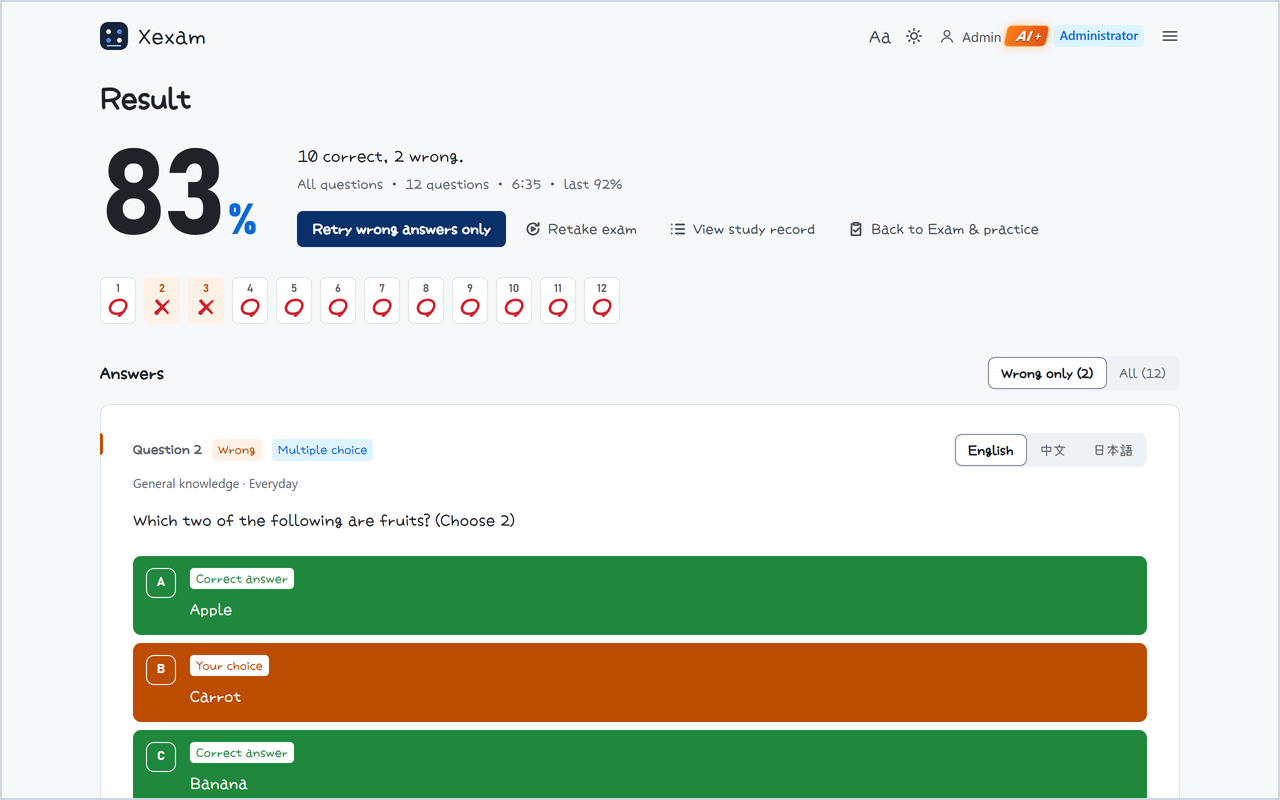 Xexam
Aa Admin AI+ Administrator
Result
83%
10 correct, 2 wrong.
All questions • 12 questions • 6:35 • last 92%
Retry wrong answers only Retake exam View study record Back to Exam & practice
1 2 3 4 5 6 7 8 9 10 11 12
Answers Wrong only (2) All (12)
Question 2 Wrong Multiple choice English 中文 日本語
General knowledge · Everyday
Which two of the following are fruits? (Choose 2)
A Correct answer
Apple
B Your choice
Carrot
C Correct answer
Banana